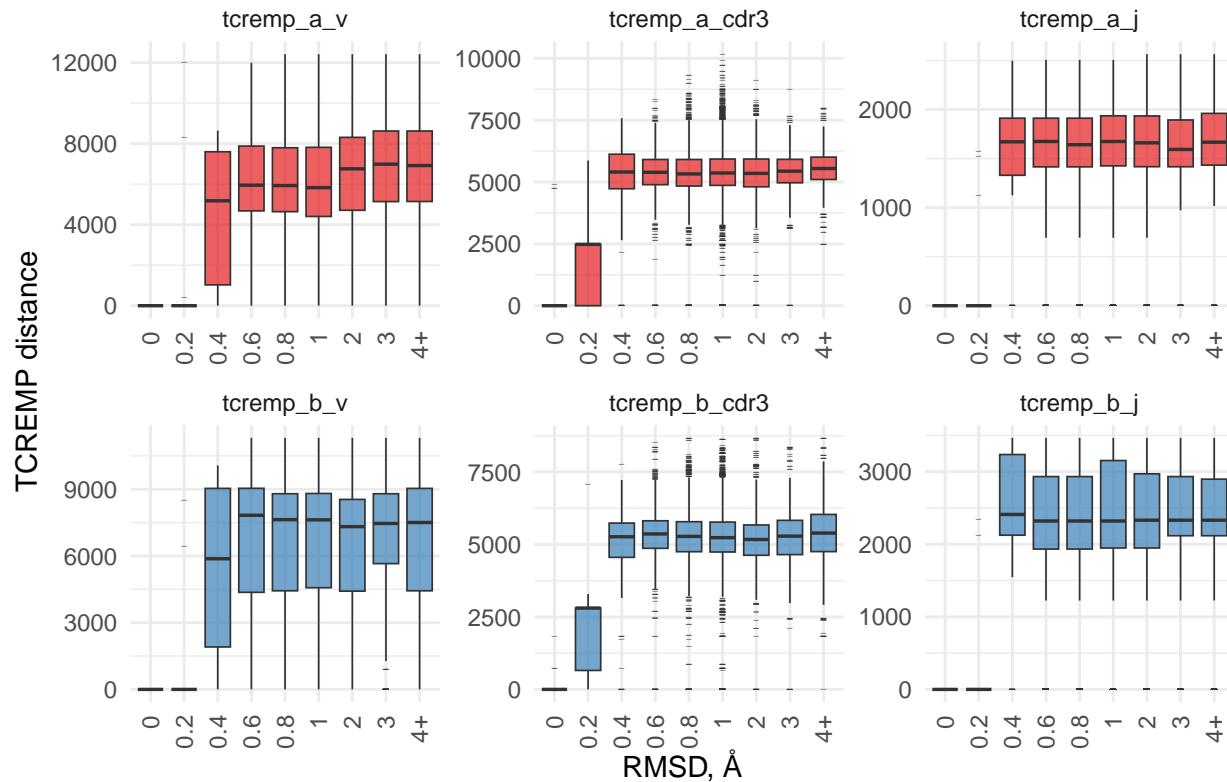 tcremp_a_v
tcremp_a_cdr3
tcremp_a_j
12000
8000
4000
0
10000
7500
5000
2500
0
2000
1000
0
0 0.2 0.4 0.6 0.8 1 2 3 4+
0 0.2 0.4 0.6 0.8 1 2 3 4+
0 0.2 0.4 0.6 0.8 1 2 3 4+
TCREMP distance
tcremp_b_v
tcremp_b_cdr3
tcremp_b_j
9000
6000
3000
0
7500
5000
2500
0
3000
2000
1000
0
0 0.2 0.4 0.6 0.8 1 2 3 4+
0 0.2 0.4 0.6 0.8 1 2 3 4+
0 0.2 0.4 0.6 0.8 1 2 3 4+
RMSD, Å